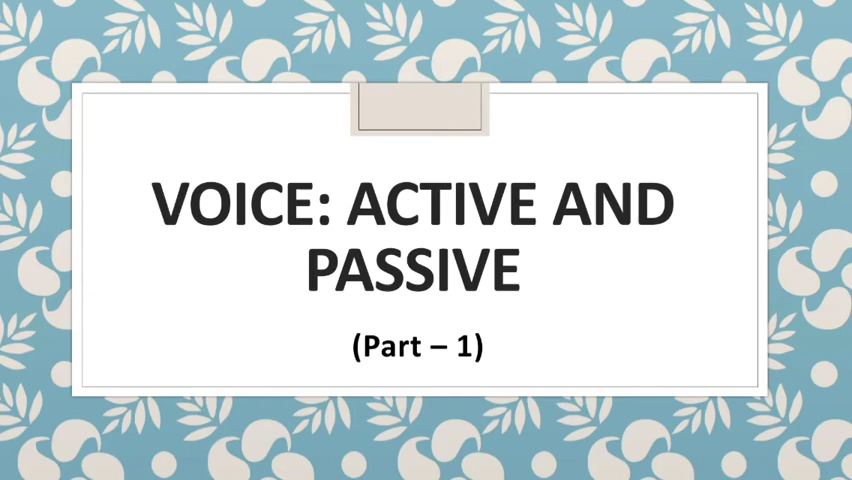 VOICE: ACTIVE AND
PASSIVE
(Part – 1)